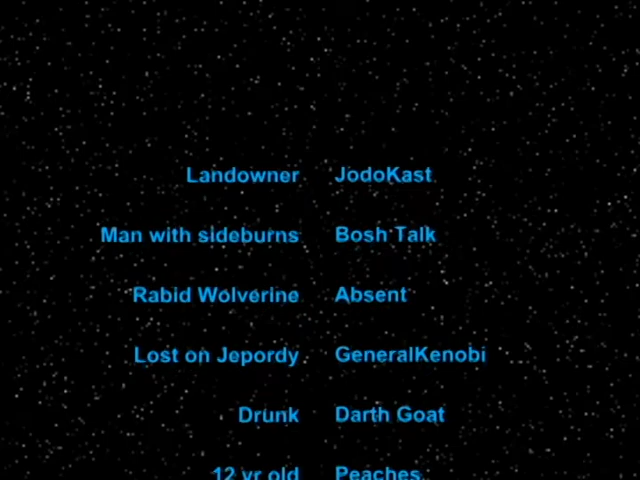 Landowner JodoKast
Man with sideburns Bosh Talk
Rabid Wolverine Absent
Lost on Jepordy GeneralKenobi
Drunk Darth Goat
12 yr old Peaches